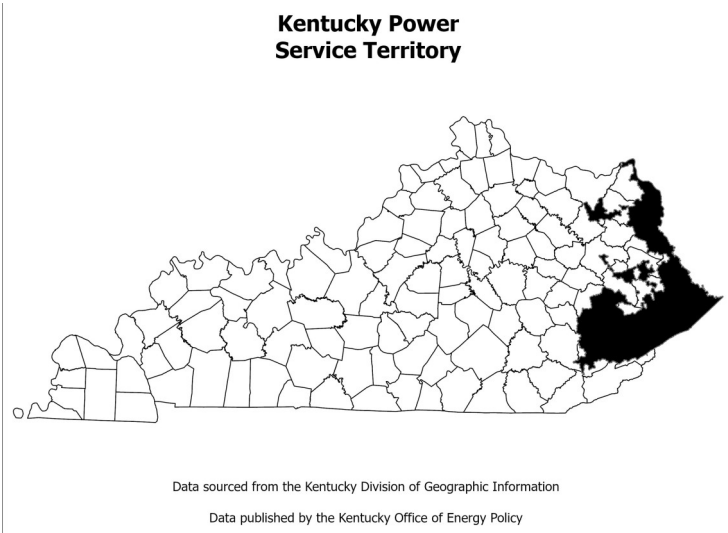 Kentucky Power
Service Territory
Data sourced from the Kentucky Division of Geographic Information
Data published by the Kentucky Office of Energy Policy